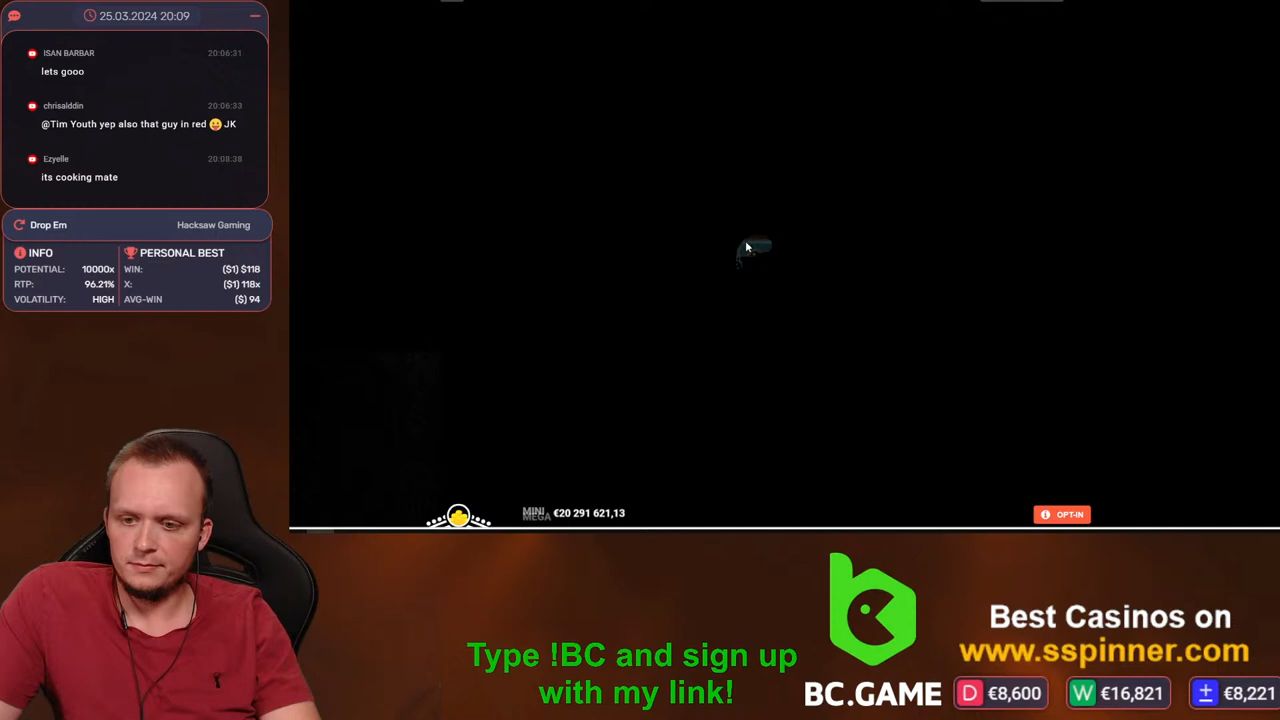 25.03.2024 20:09
ISAN BARBAR 20:06:31
lets gooo
chrisalddin 20:06:33
@Tim Youth yep also that guy in red 😛 JK
Ezyelle 20:08:38
its cooking mate
Drop Em Hacksaw Gaming
INFO PERSONAL BEST
POTENTIAL: 10000x WIN: ($1) $118
RTP: 96.21% X: ($1) 118x
VOLATILITY: HIGH AVG-WIN ($) 94
MINI
MEGA
€20 291 621,13
OPT-IN
Type !BC and sign up
with my link!
BC.GAME
Best Casinos on
www.sspinner.com
D €8,600 W €16,821 ± €8,221